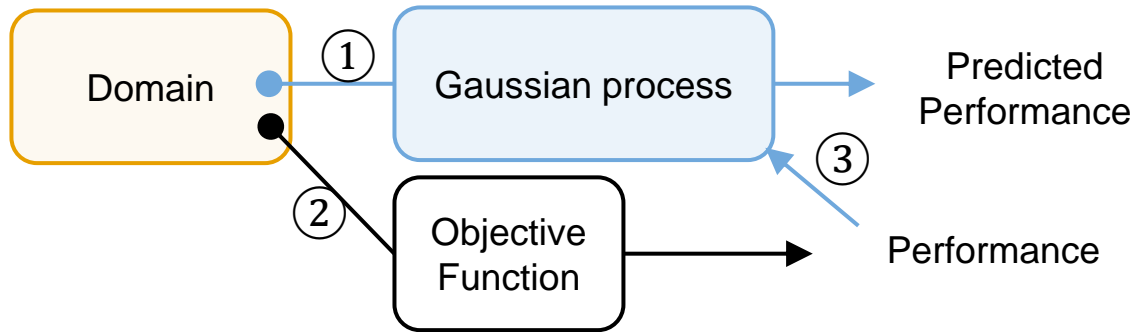 ①
Domain
Gaussian process
Predicted
Performance
③
②
Objective
Function
Performance